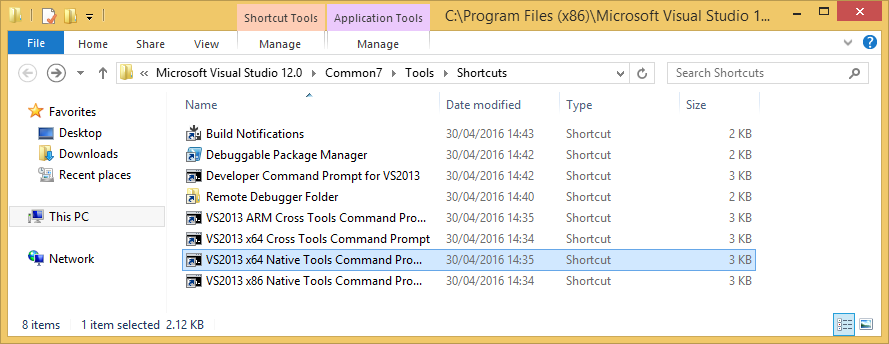 Shortcut Tools Application Tools C:\Program Files (x86)\Microsoft Visual Studio 1...
File Home Share View Manage Manage
« Microsoft Visual Studio 12.0 Common7 Tools Shortcuts Search Shortcuts
Name Date modified Type Size
Favorites
Desktop
Downloads
Recent places
This PC
Network
Build Notifications 30/04/2016 14:43 Shortcut 2 KB
Debuggable Package Manager 30/04/2016 14:42 Shortcut 2 KB
Developer Command Prompt for VS2013 30/04/2016 14:42 Shortcut 3 KB
Remote Debugger Folder 30/04/2016 14:40 Shortcut 2 KB
VS2013 ARM Cross Tools Command Pro... 30/04/2016 14:35 Shortcut 3 KB
VS2013 x64 Cross Tools Command Prompt 30/04/2016 14:34 Shortcut 3 KB
VS2013 x64 Native Tools Command Pro... 30/04/2016 14:35 Shortcut 3 KB
VS2013 x86 Native Tools Command Pro... 30/04/2016 14:34 Shortcut 3 KB
8 items 1 item selected 2.12 KB